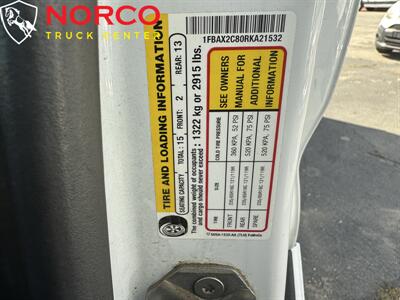 NORCO
TRUCK CENTER
1FBAX2C80RKA21532
TIRE AND LOADING INFORMATION
SEATING CAPACITY TOTAL: 15 FRONT: 2 REAR: 13
The combined weight of occupants and cargo should never exceed: 1322 kg or 2915 lbs.
TIRE SIZE COLD TIRE PRESSURE
FRONT 360 KPA, 52 PSI
REAR 520 KPA, 75 PSI
SPARE 520 KPA, 75 PSI
SEE OWNERS
MANUAL FOR
ADDITIONAL
INFORMATION